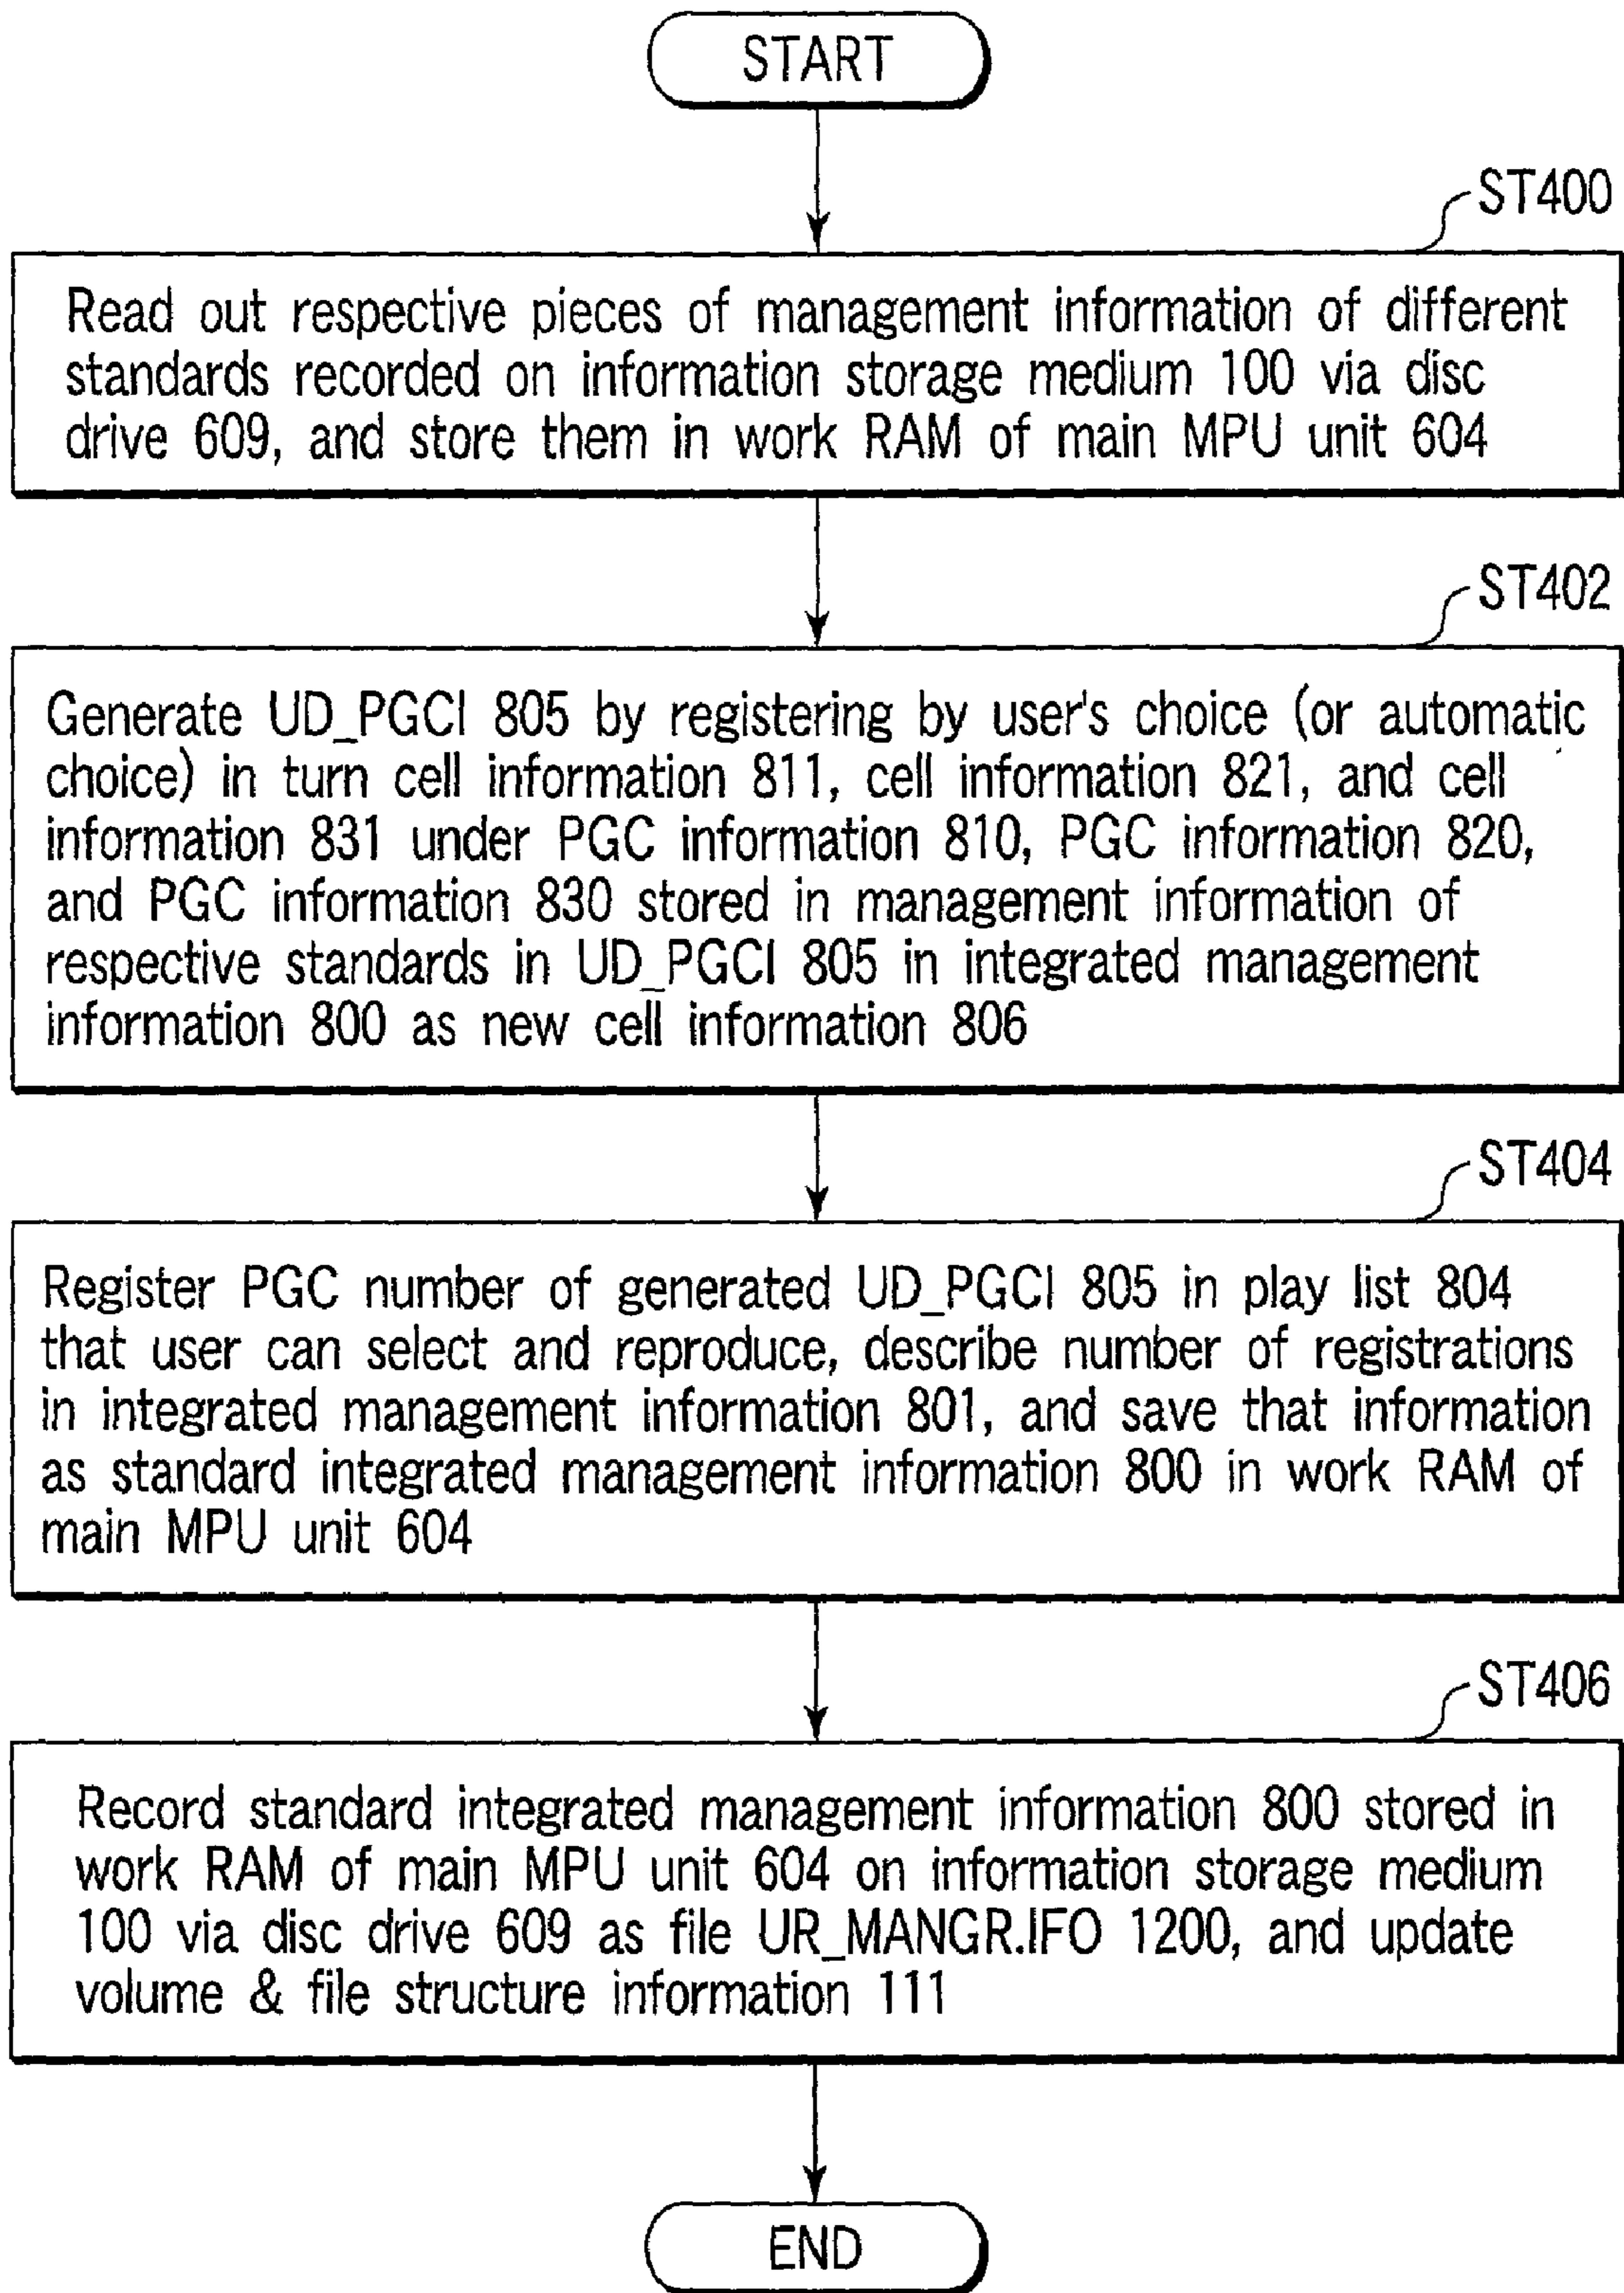 START
ST400
Read out respective pieces of management information of different
standards recorded on information storage medium 100 via disc
drive 609, and store them in work RAM of main MPU unit 604
ST402
Generate UD_PGCI 805 by registering by user's choice (or automatic
choice) in turn cell information 811, cell information 821, and cell
information 831 under PGC information 810, PGC information 820,
and PGC information 830 stored in management information of
respective standards in UD_PGCI 805 in integrated management
information 800 as new cell information 806
ST404
Register PGC number of generated UD_PGCI 805 in play list 804
that user can select and reproduce, describe number of registrations
in integrated management information 801, and save that information
as standard integrated management information 800 in work RAM of
main MPU unit 604
ST406
Record standard integrated management information 800 stored in
work RAM of main MPU unit 604 on information storage medium
100 via disc drive 609 as file UR_MANGR.IFO 1200, and update
volume & file structure information 111
END